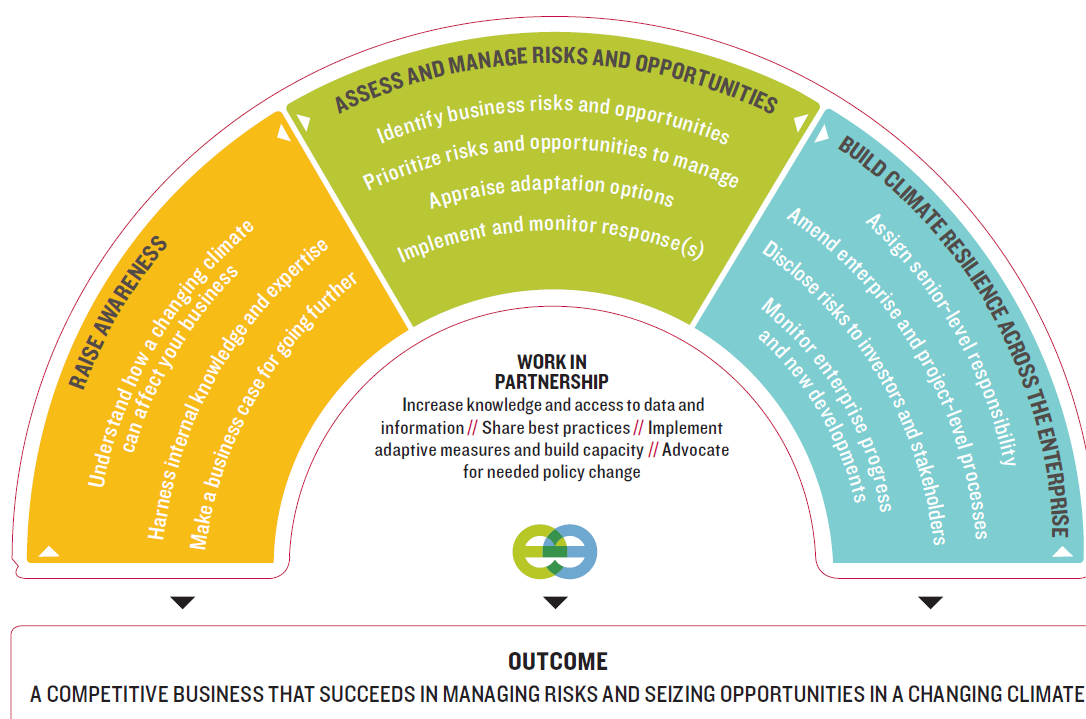 RAISE AWARENESS
Understand how a changing climate
can affect your business
Harness internal knowledge and expertise
Make a business case for going further
ASSESS AND MANAGE RISKS AND OPPORTUNITIES
Identify business risks and opportunities
Prioritize risks and opportunities to manage
Appraise adaptation options
Implement and monitor response(s)
BUILD CLIMATE RESILIENCE ACROSS THE ENTERPRISE
Assign senior-level responsibility
Amend enterprise and project-level processes
Disclose risks to investors and stakeholders
Monitor enterprise progress
and new developments
WORK IN
PARTNERSHIP
Increase knowledge and access to data and
information // Share best practices // Implement
adaptive measures and build capacity // Advocate
for needed policy change
OUTCOME
A COMPETITIVE BUSINESS THAT SUCCEEDS IN MANAGING RISKS AND SEIZING OPPORTUNITIES IN A CHANGING CLIMATE